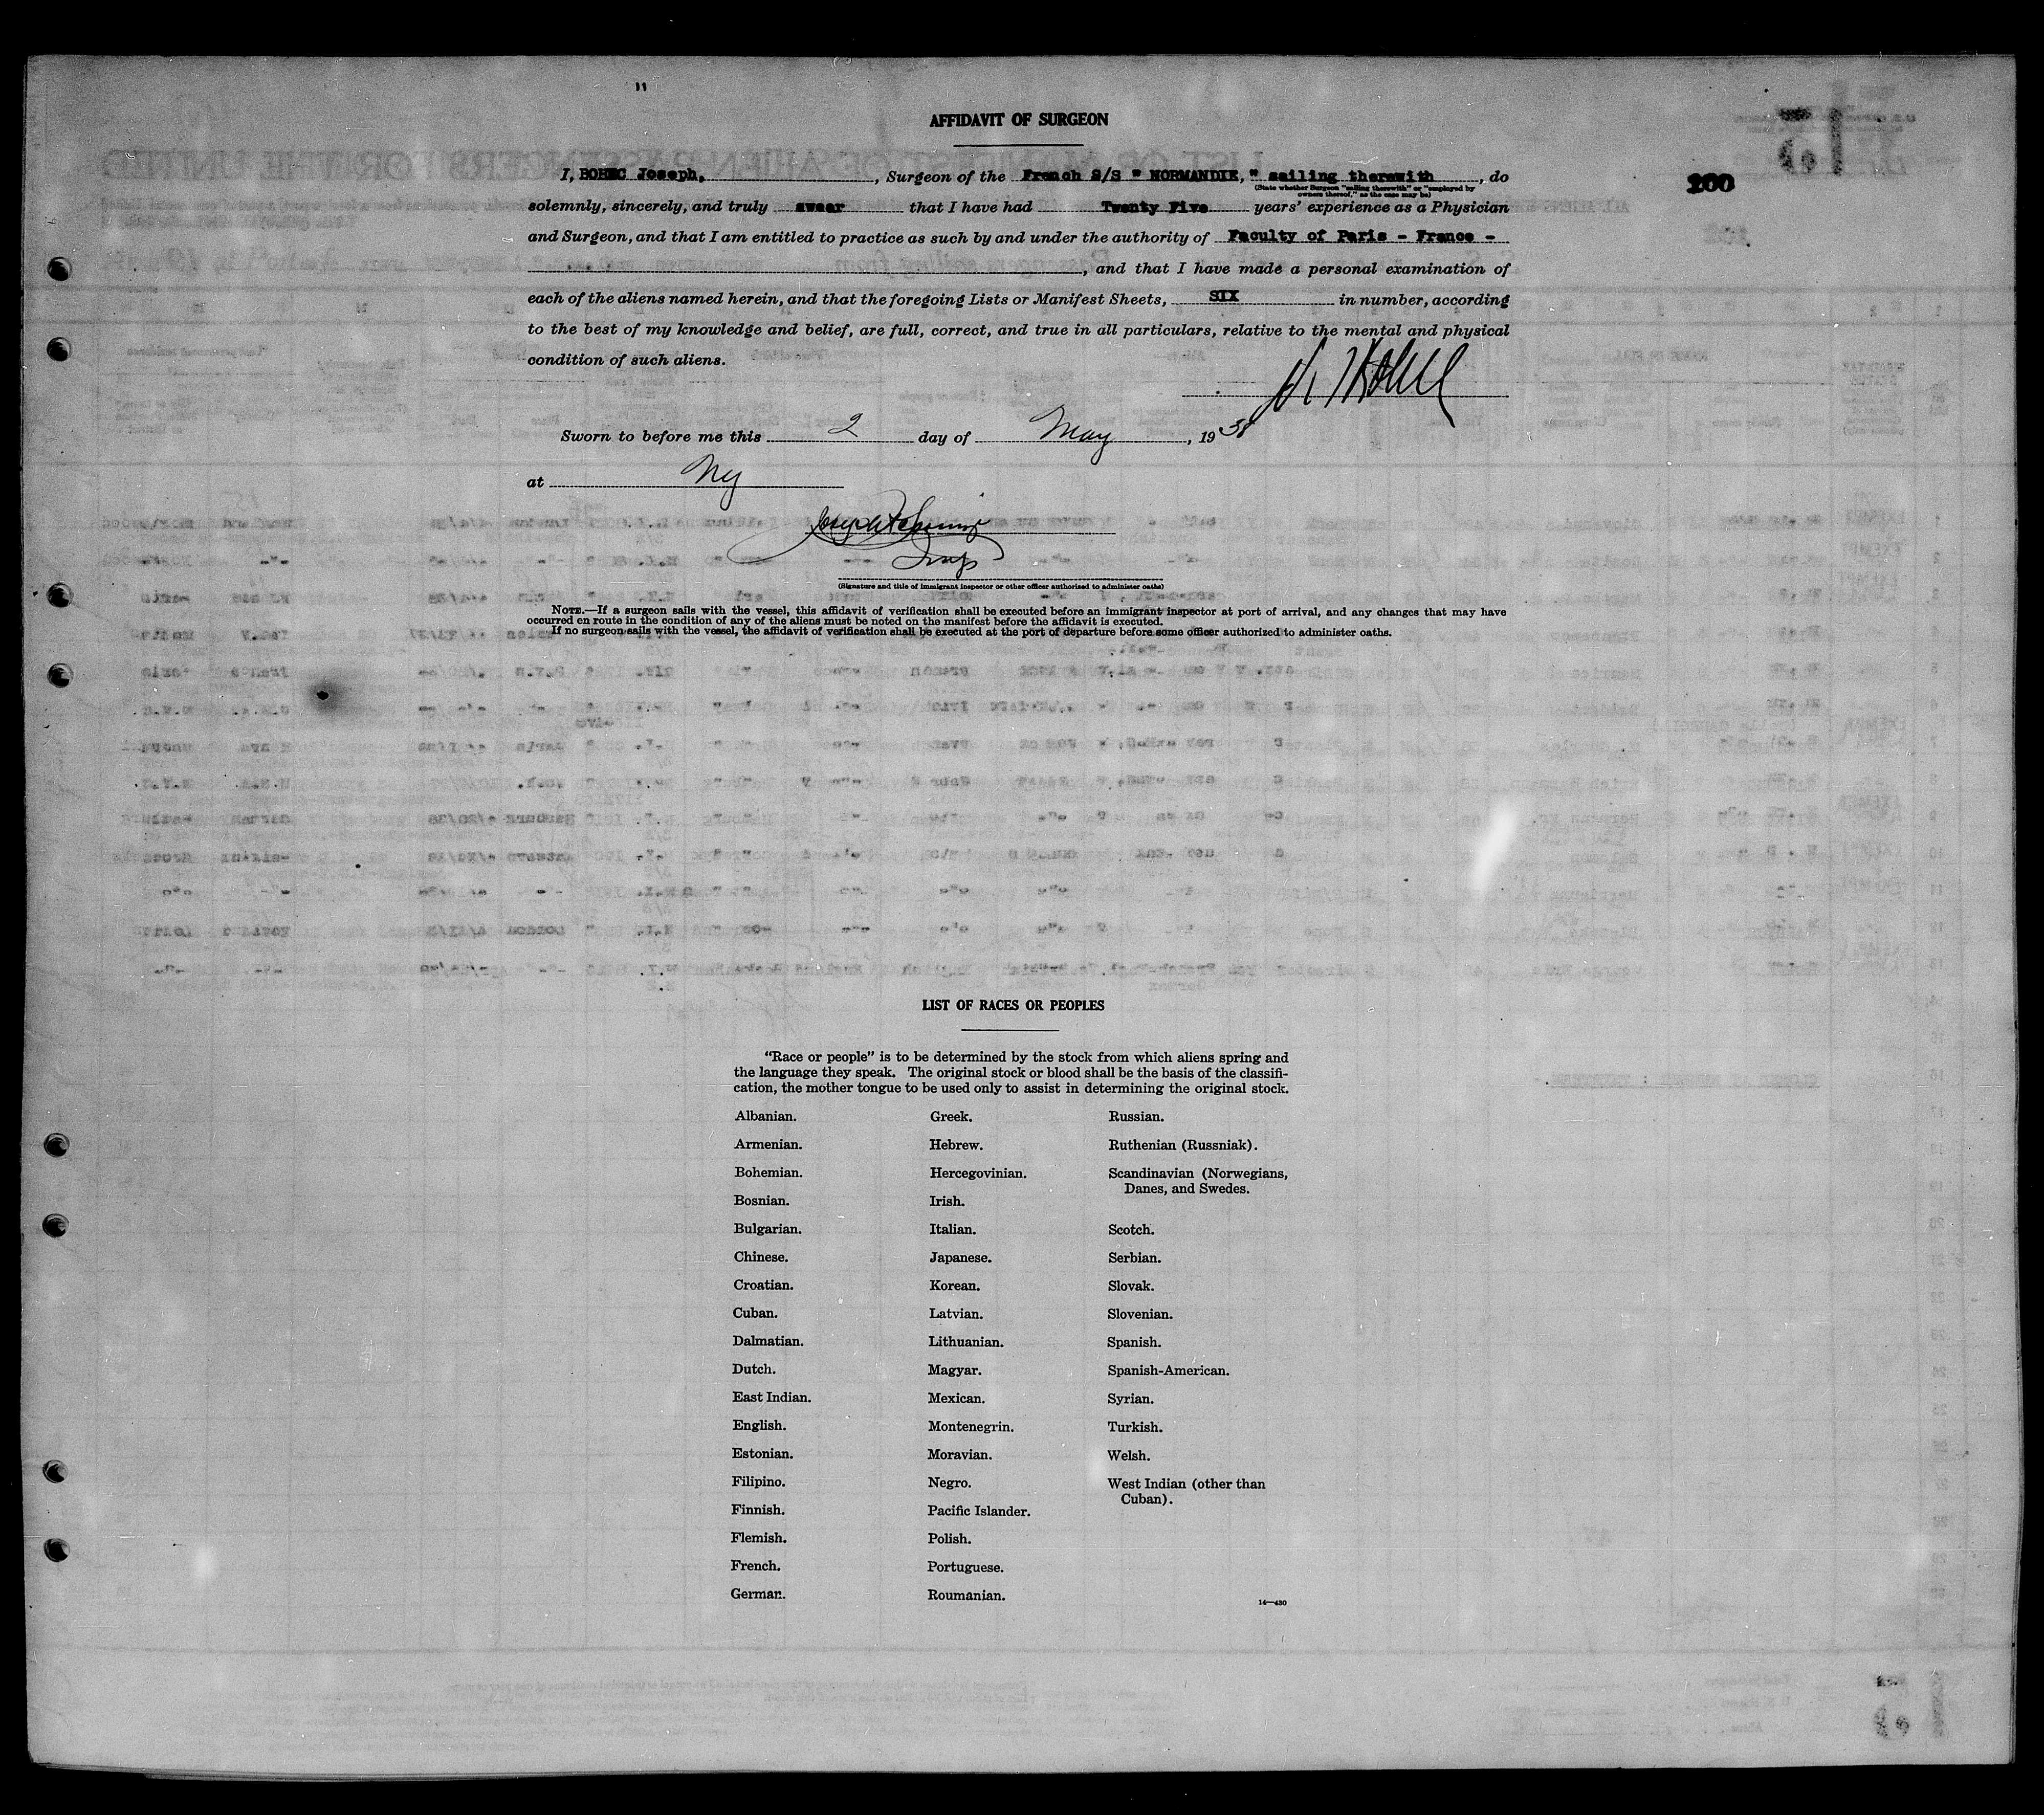 AFFIDAVIT OF SURGEON
200
I, BOHEC Joseph, , Surgeon of the French S/S " NORMANDIE, " sailing therewith , do
(State whether Surgeon "sailing therewith" or "employed by
owners thereof," as the case may be)
solemnly, sincerely, and truly swear that I have had Twenty Five years' experience as a Physician
and Surgeon, and that I am entitled to practice as such by and under the authority of Faculty of Paris - France -
, and that I have made a personal examination of
each of the aliens named herein, and that the foregoing Lists or Manifest Sheets, SIX in number, according
to the best of my knowledge and belief, are full, correct, and true in all particulars, relative to the mental and physical
condition of such aliens.
Sworn to before me this 2 day of May , 1938
at Ny
(Signature and title of immigrant inspector or other officer authorized to administer oaths)
NOTE.—If a surgeon sails with the vessel, this affidavit of verification shall be executed before an immigrant inspector at port of arrival, and any changes that may have
occurred en route in the condition of any of the aliens must be noted on the manifest before the affidavit is executed.
If no surgeon sails with the vessel, the affidavit of verification shall be executed at the port of departure before some officer authorized to administer oaths.
LIST OF RACES OR PEOPLES
"Race or people" is to be determined by the stock from which aliens spring and
the language they speak. The original stock or blood shall be the basis of the classifi-
cation, the mother tongue to be used only to assist in determining the original stock.
Albanian.
Armenian.
Bohemian.
Bosnian.
Bulgarian.
Chinese.
Croatian.
Cuban.
Dalmatian.
Dutch.
East Indian.
English.
Estonian.
Filipino.
Finnish.
Flemish.
French.
German.
Greek.
Hebrew.
Hercegovinian.
Irish.
Italian.
Japanese.
Korean.
Latvian.
Lithuanian.
Magyar.
Mexican.
Montenegrin.
Moravian.
Negro.
Pacific Islander.
Polish.
Portuguese.
Roumanian.
Russian.
Ruthenian (Russniak).
Scandinavian (Norwegians,
Danes, and Swedes.
Scotch.
Serbian.
Slovak.
Slovenian.
Spanish.
Spanish-American.
Syrian.
Turkish.
Welsh.
West Indian (other than
Cuban).
14—430